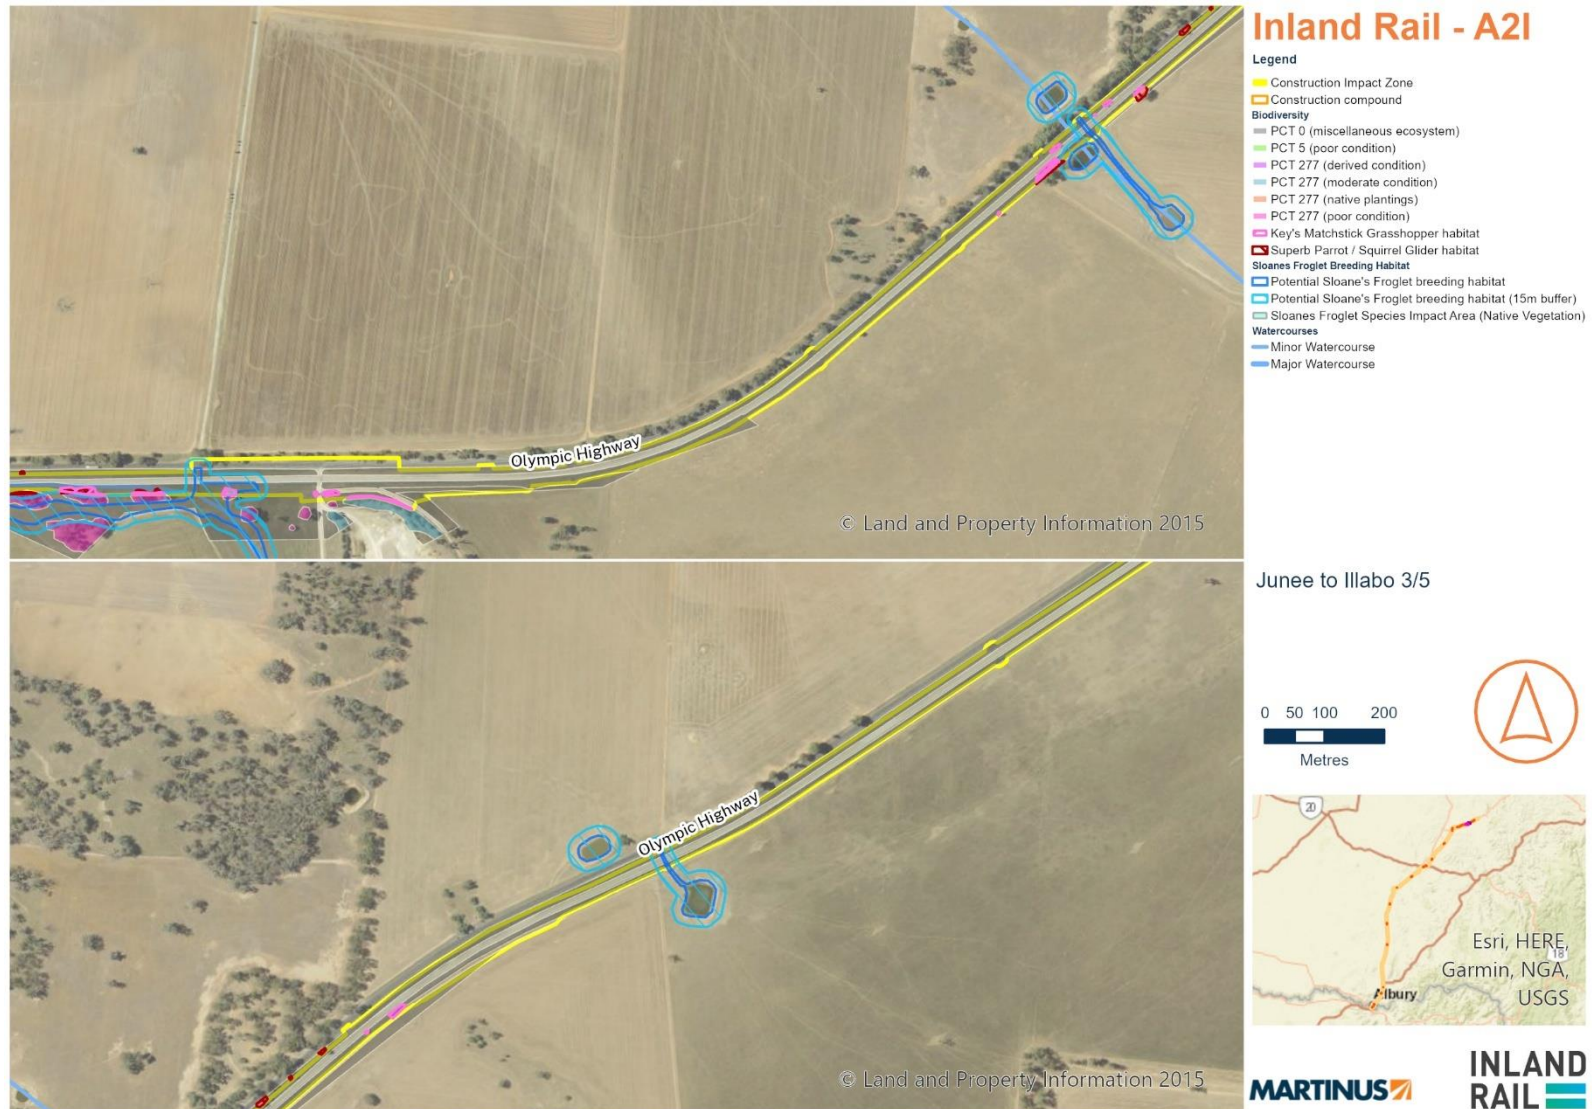 Inland Rail - A2I
Legend
Construction Impact Zone
Construction compound
Biodiversity
PCT 0 (miscellaneous ecosystem)
PCT 5 (poor condition)
PCT 277 (derived condition)
PCT 277 (moderate condition)
PCT 277 (native plantings)
PCT 277 (poor condition)
Key's Matchstick Grasshopper habitat
Superb Parrot / Squirrel Glider habitat
Sloanes Froglet Breeding Habitat
Potential Sloane's Froglet breeding habitat
Potential Sloane's Froglet breeding habitat (15m buffer)
Sloanes Froglet Species Impact Area (Native Vegetation)
Watercourses
Minor Watercourse
Major Watercourse
Olympic Highway
© Land and Property Information 2015
Junee to Illabo 3/5
0 50 100 200
Metres
Olympic Highway
© Land and Property Information 2015
20
18
Albury
Esri, HERE,
Garmin, NGA,
USGS
MARTINUS
INLAND
RAIL